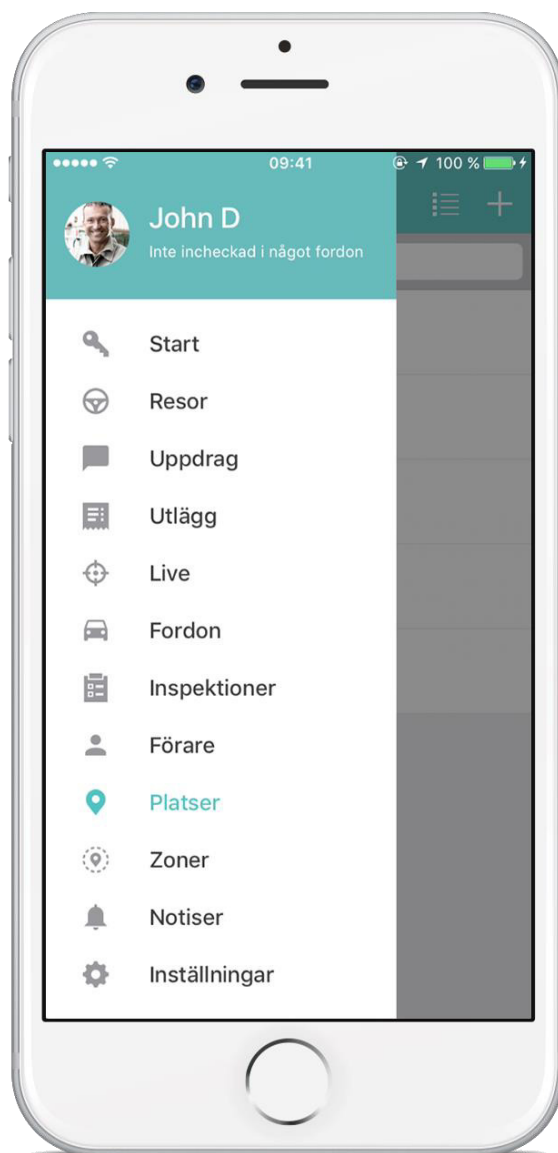 09:41
100 %
John D
Inte incheckad i något fordon
Start
Resor
Uppdrag
Utlägg
Live
Fordon
Inspektioner
Förare
Platser
Zoner
Notiser
Inställningar